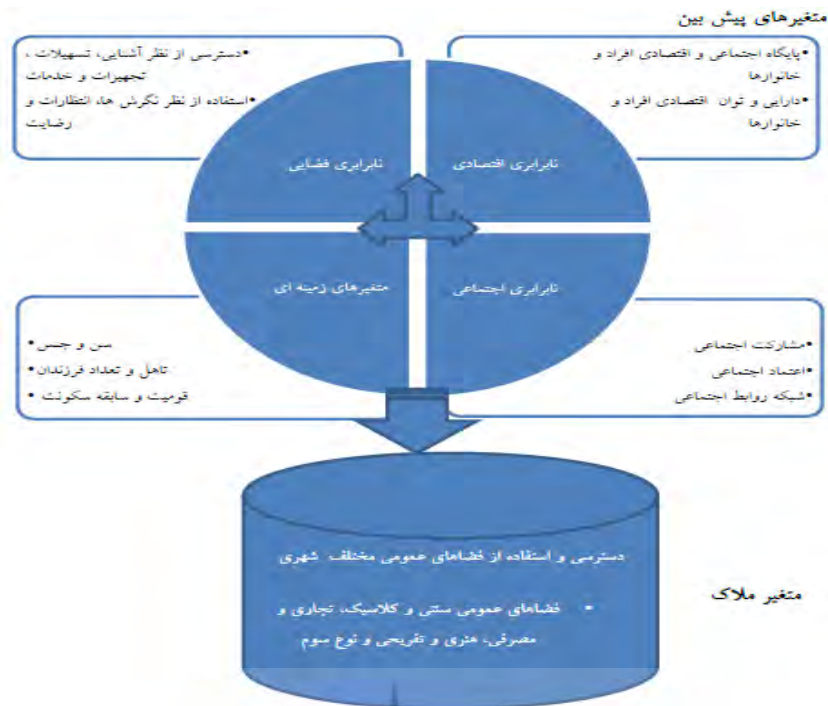 متغیرهای پیش بین
•پایگاه اجتماعی و اقتصادی افراد و
خانوارها
•دارایی و توان اقتصادی افراد و
خانوارها
•دسترسی از نظر آشنایی، تسهیلات ،
تجهیزات و خدمات
•استفاده از نظر نگرش ها، انتظارات و
رضایت
نابرابری اقتصادی
نابرابری فضایی
نابرابری اجتماعی
متغیرهای زمینه ای
•مشارکت اجتماعی
•اعتماد اجتماعی
•شبکه روابط اجتماعی
سن و جنس•
تاهل و تعداد فرزندان•
قومیت و سابقه سکونت •
دسترسی و استفاده از فضاهای عمومی مختلف شهری
• فضاهای عمومی سنتی و کلاسیک، تجاری و
مصرفی، هنری و تفریحی و نوع سوم
متغیر ملاک